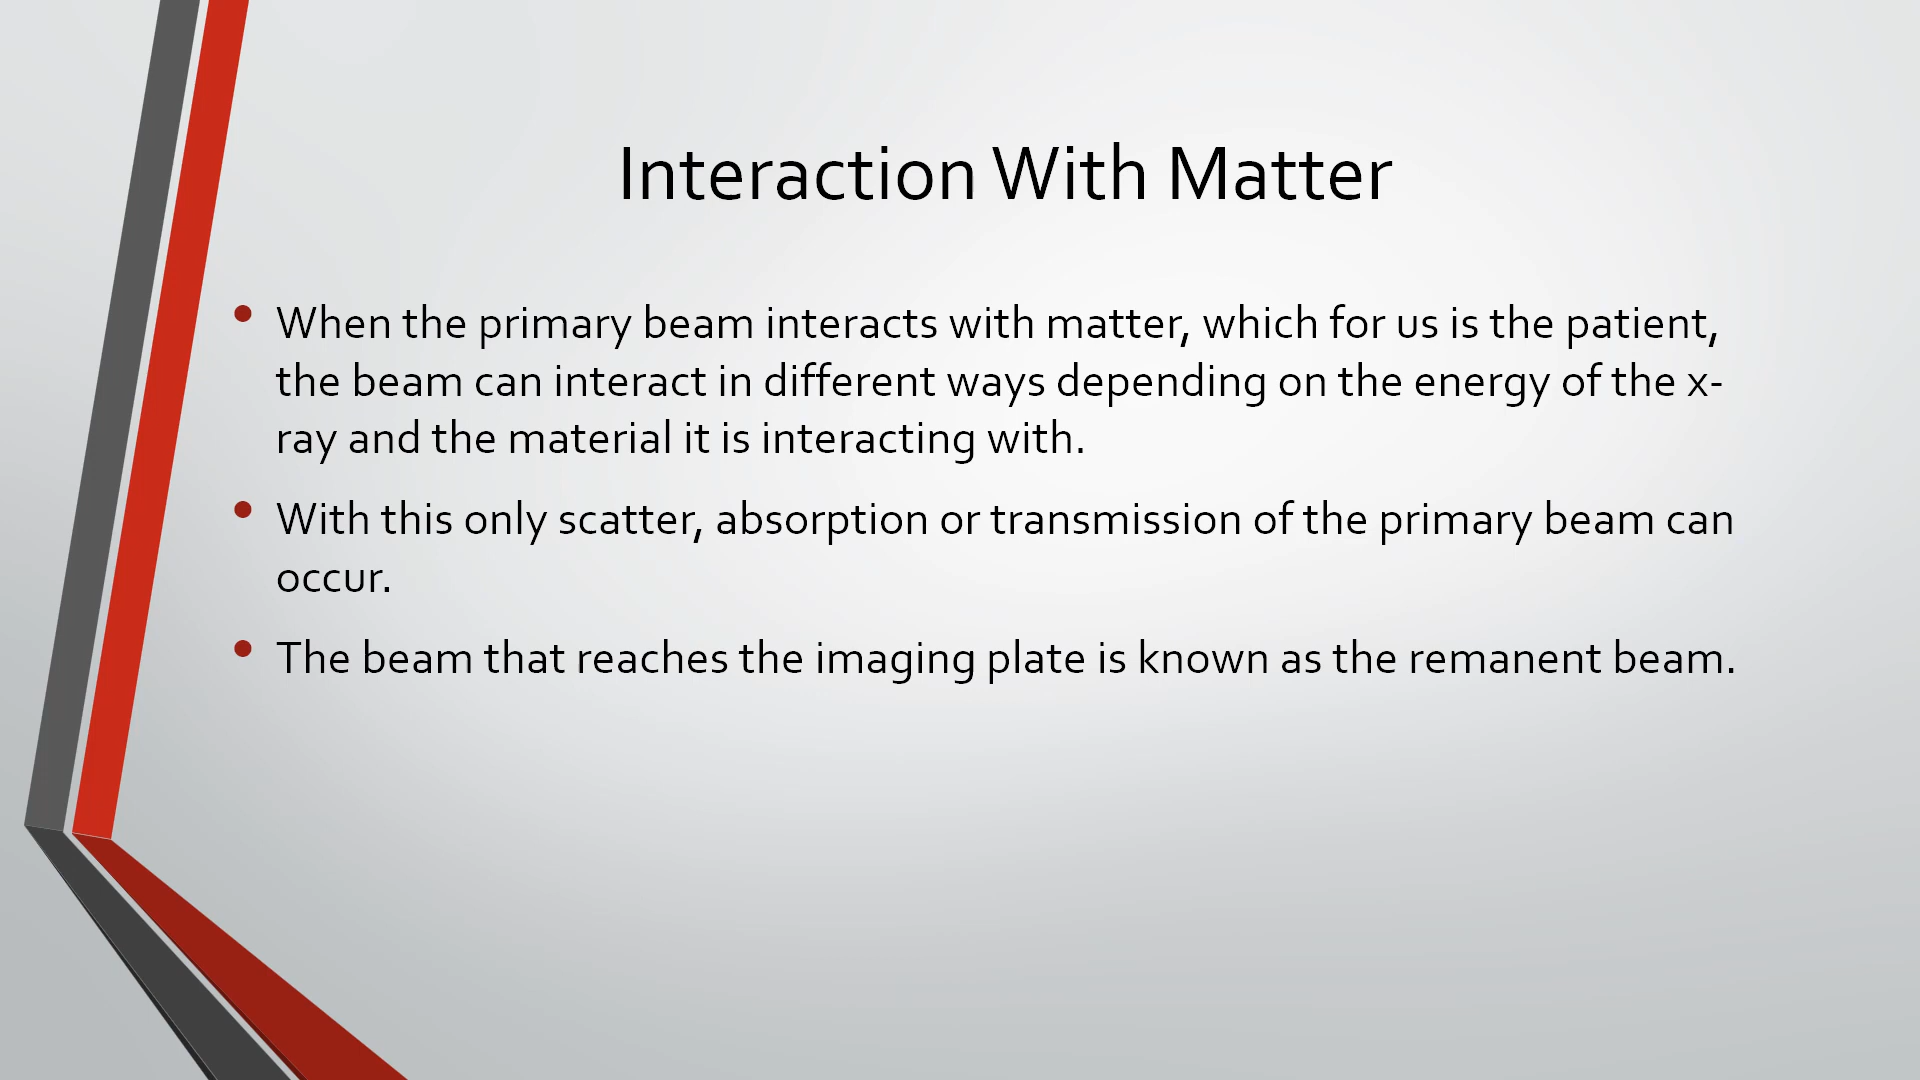 Interaction With Matter
• When the primary beam interacts with matter, which for us is the patient,
the beam can interact in different ways depending on the energy of the x-
ray and the material it is interacting with.
• With this only scatter, absorption or transmission of the primary beam can
occur.
• The beam that reaches the imaging plate is known as the remanent beam.